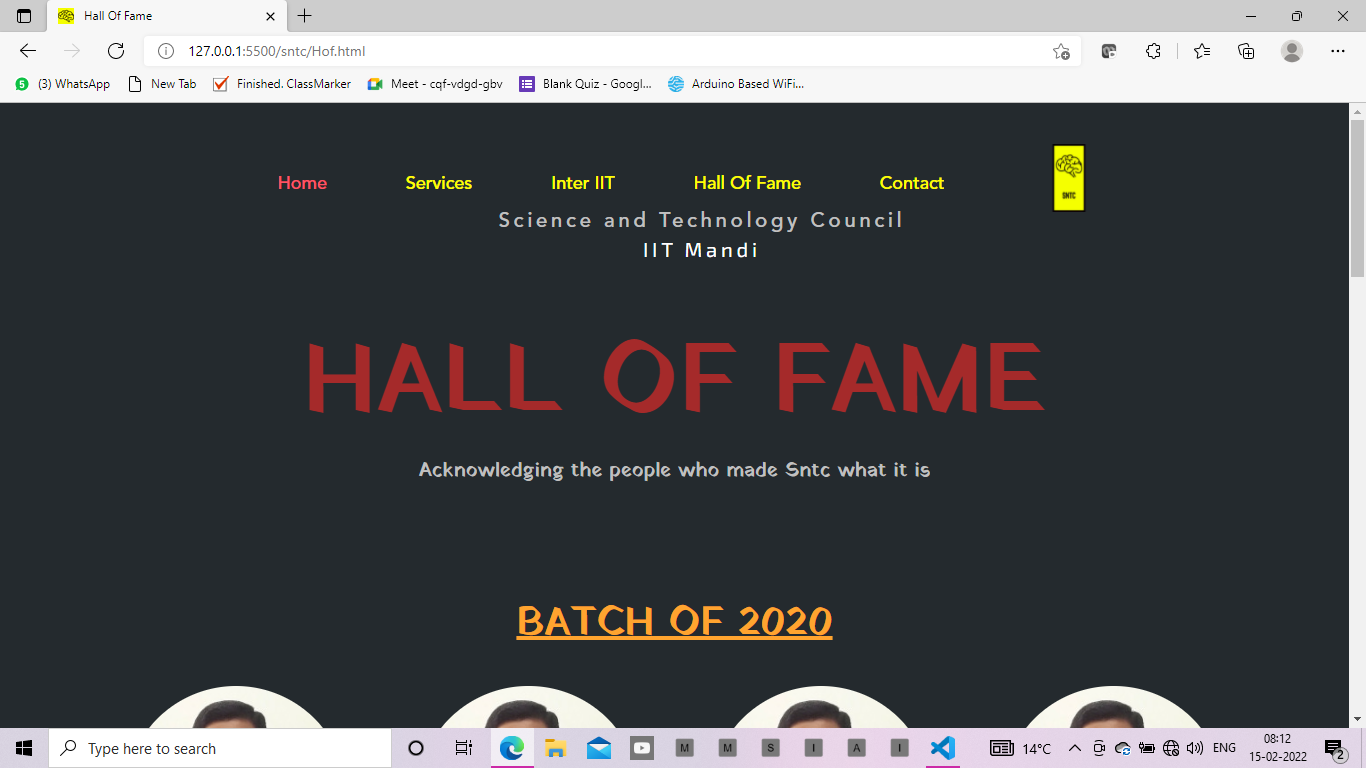 Hall Of Fame
127.0.0.1:5500/sntc/Hof.html
5 (3) WhatsApp New Tab Finished. ClassMarker Meet - cqf-vdgd-gbv Blank Quiz - Googl... Arduino Based WiFi...
Home Services Inter IIT Hall Of Fame Contact
SNTC
Science and Technology Council
IIT Mandi
HALL OF FAME
Acknowledging the people who made Sntc what it is
BATCH OF 2020
Type here to search
M M S I A I
14°C ENG 08:12
15-02-2022 2